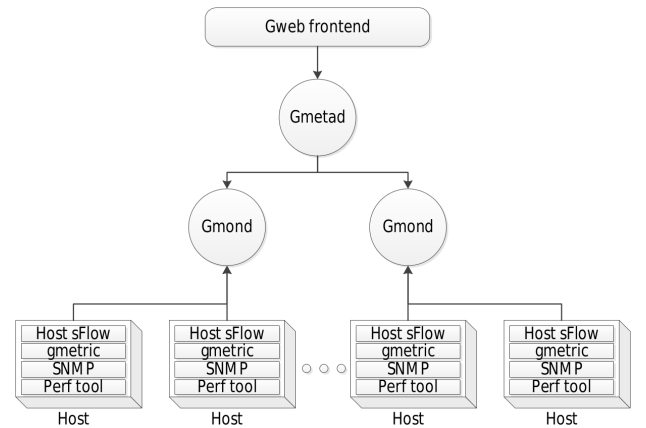 Gweb frontend
Gmetad
Gmond
Gmond
Host sFlow
gmetric
SNMP
Perf tool
Host
Host sFlow
gmetric
SNMP
Perf tool
Host
Host sFlow
gmetric
SNMP
Perf tool
Host
Host sFlow
gmetric
SNMP
Perf tool
Host